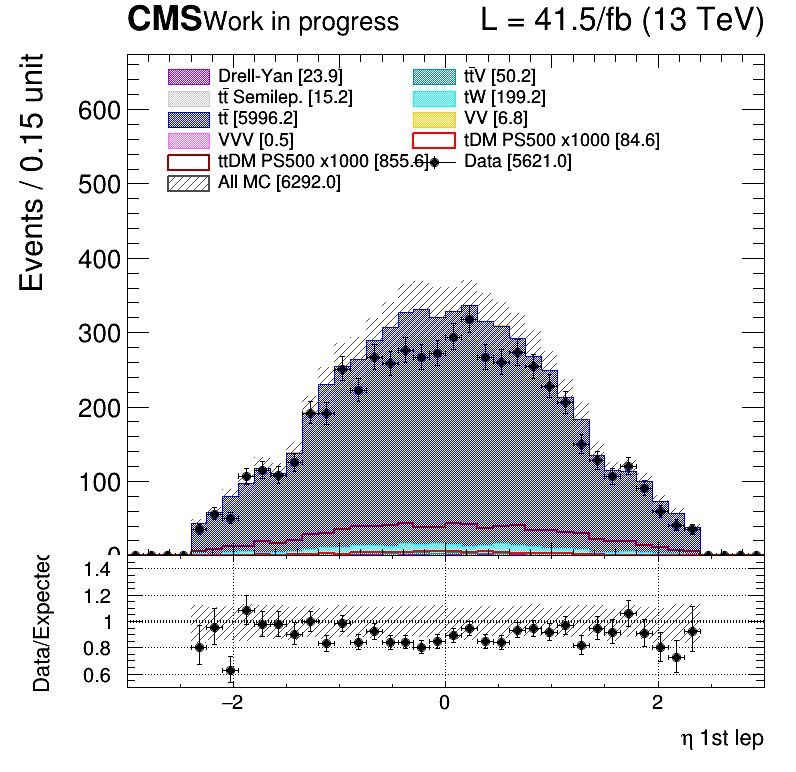 CMS Work in progress L = 41.5/fb (13 TeV)
Drell-Yan [23.9] tt̄V [50.2]
tt̄ Semilep. [15.2] tW [199.2]
tt̄ [5996.2] VV [6.8]
VVV [0.5] tDM PS500 x1000 [84.6]
ttDM PS500 x1000 [855.6] Data [5621.0]
All MC [6292.0]
Events / 0.15 unit
600
500
400
300
200
100
0
Data/Expected
1.4
1.2
1
0.8
0.6
−2 0 2
η 1st lep